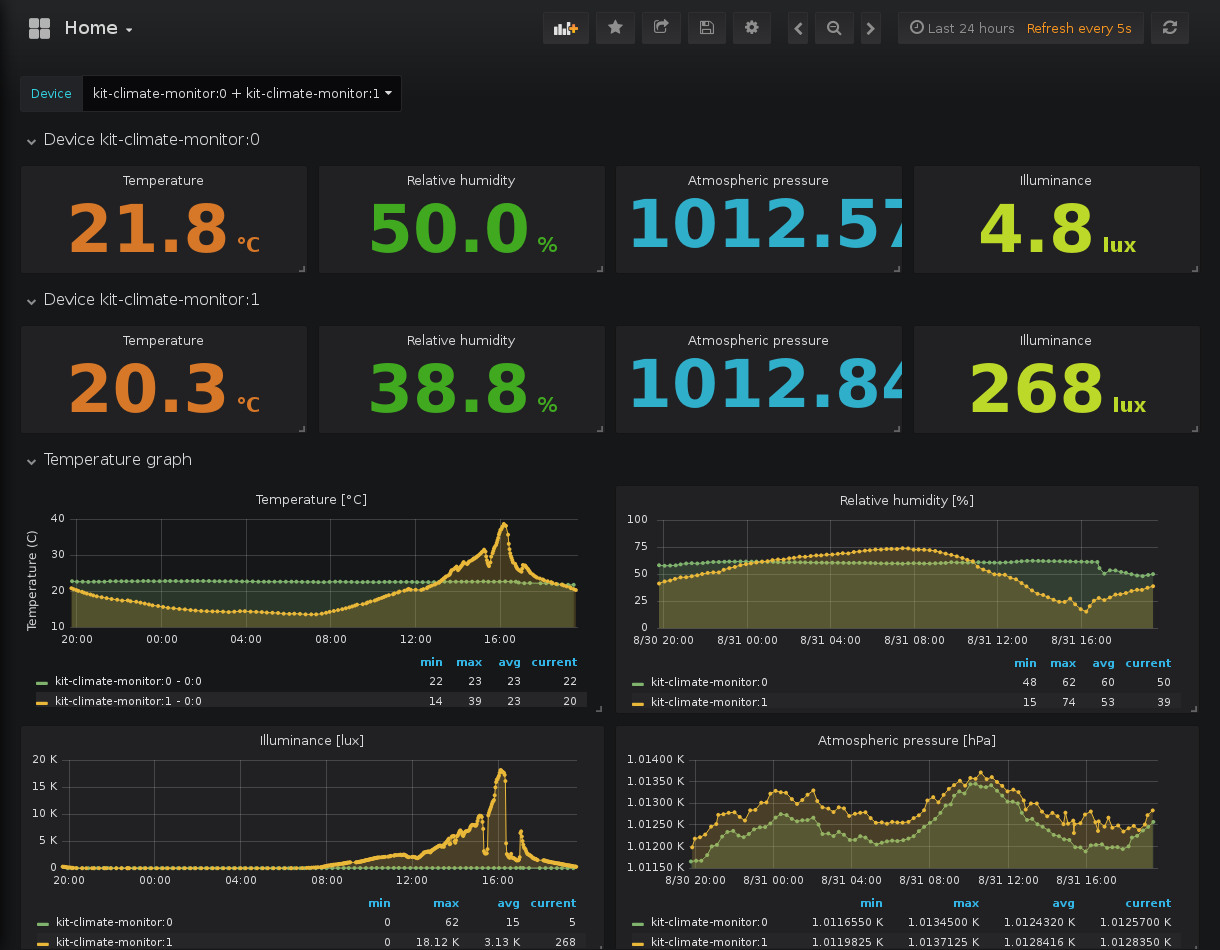 Home
Last 24 hours Refresh every 5s
Device kit-climate-monitor:0 + kit-climate-monitor:1
Device kit-climate-monitor:0
Temperature Relative humidity Atmospheric pressure Illuminance
21.8 °C 50.0 % 1012.57 4.8 lux
Device kit-climate-monitor:1
Temperature Relative humidity Atmospheric pressure Illuminance
20.3 °C 38.8 % 1012.84 268 lux
Temperature graph
Temperature [°C]
Temperature (C)
40
30
20
10
20:00 00:00 04:00 08:00 12:00 16:00
min max avg current
kit-climate-monitor:0 - 0:0 22 23 23 22
kit-climate-monitor:1 - 0:0 14 39 23 20
Relative humidity [%]
100
75
50
25
0
8/30 20:00 8/31 00:00 8/31 04:00 8/31 08:00 8/31 12:00 8/31 16:00
min max avg current
kit-climate-monitor:0 48 62 60 50
kit-climate-monitor:1 15 74 53 39
Illuminance [lux]
20 K
15 K
10 K
5 K
0
20:00 00:00 04:00 08:00 12:00 16:00
min max avg current
kit-climate-monitor:0 0 62 15 5
kit-climate-monitor:1 0 18.12 K 3.13 K 268
Atmospheric pressure [hPa]
1.01400 K
1.01350 K
1.01300 K
1.01250 K
1.01200 K
1.01150 K
8/30 20:00 8/31 00:00 8/31 04:00 8/31 08:00 8/31 12:00 8/31 16:00
min max avg current
kit-climate-monitor:0 1.0116550 K 1.0134500 K 1.0124320 K 1.0125700 K
kit-climate-monitor:1 1.0119825 K 1.0137125 K 1.0128416 K 1.0128350 K